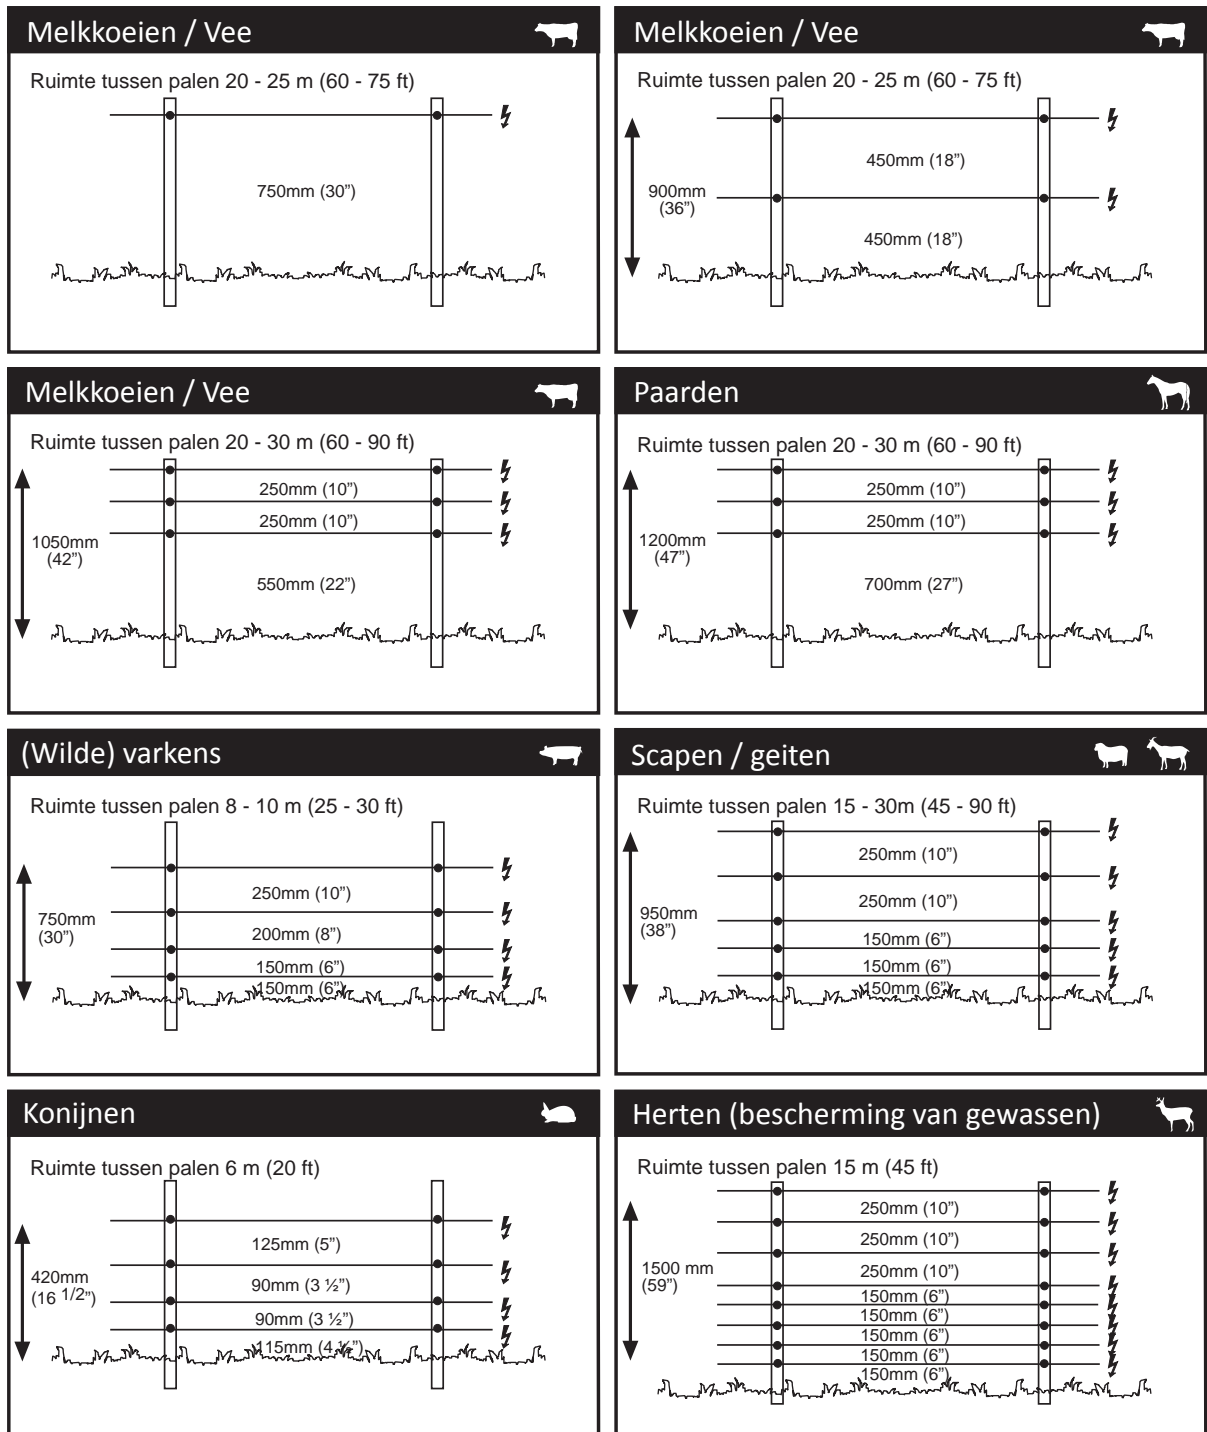 Melkkoeien / Vee
Ruimte tussen palen 20 - 25 m (60 - 75 ft)
750mm (30”)
Melkkoeien / Vee
Ruimte tussen palen 20 - 25 m (60 - 75 ft)
450mm (18”)
900mm
(36”)
450mm (18”)
Melkkoeien / Vee
Ruimte tussen palen 20 - 30 m (60 - 90 ft)
250mm (10”)
250mm (10”)
1050mm
(42”)
550mm (22”)
Paarden
Ruimte tussen palen 20 - 30 m (60 - 90 ft)
250mm (10”)
250mm (10”)
1200mm
(47”)
700mm (27”)
(Wilde) varkens
Ruimte tussen palen 8 - 10 m (25 - 30 ft)
250mm (10”)
750mm
(30”)
200mm (8”)
150mm (6”)
150mm (6”)
Scapen / geiten
Ruimte tussen palen 15 - 30m (45 - 90 ft)
250mm (10”)
250mm (10”)
950mm
(38”)
150mm (6”)
150mm (6”)
150mm (6”)
Konijnen
Ruimte tussen palen 6 m (20 ft)
125mm (5”)
420mm
(16 1/2”)
90mm (3 ½”)
90mm (3 ½”)
115mm (4 ½”)
Herten (bescherming van gewassen)
Ruimte tussen palen 15 m (45 ft)
250mm (10”)
250mm (10”)
1500 mm
(59”)
250mm (10”)
150mm (6”)
150mm (6”)
150mm (6”)
150mm (6”)
150mm (6”)